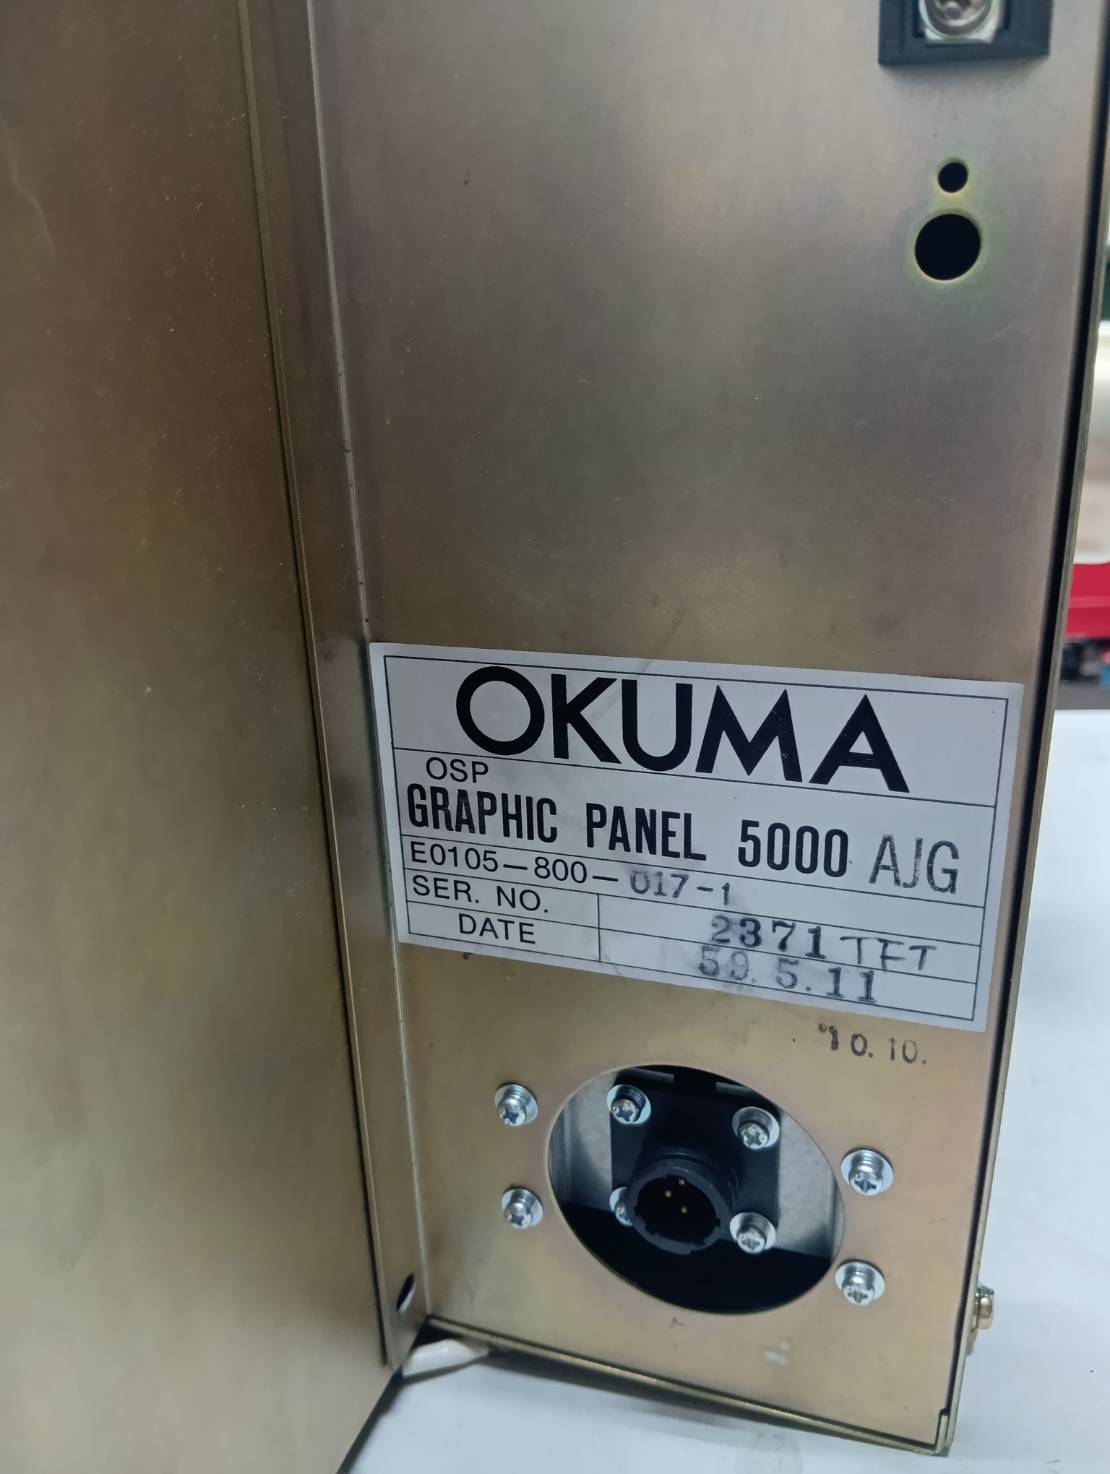 OKUMA
OSP
GRAPHIC PANEL 5000 AJG
E0105-800-017-1
SER. NO. 2371 TFT
DATE 59.5.11
'10.10.